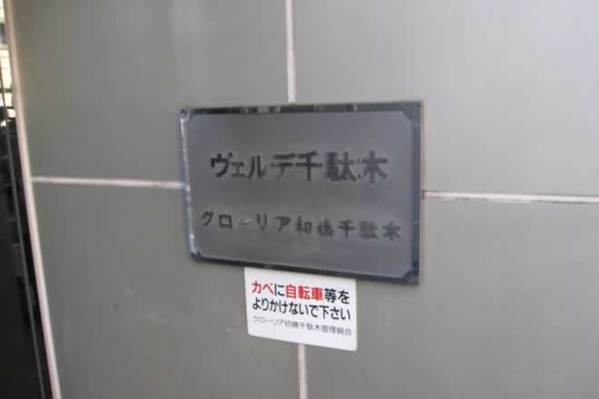 ヴェルデ千駄木
グローリア初穂千駄木
カベに自転車等を
よりかけないで下さい
グローリア初穂千駄木管理組合